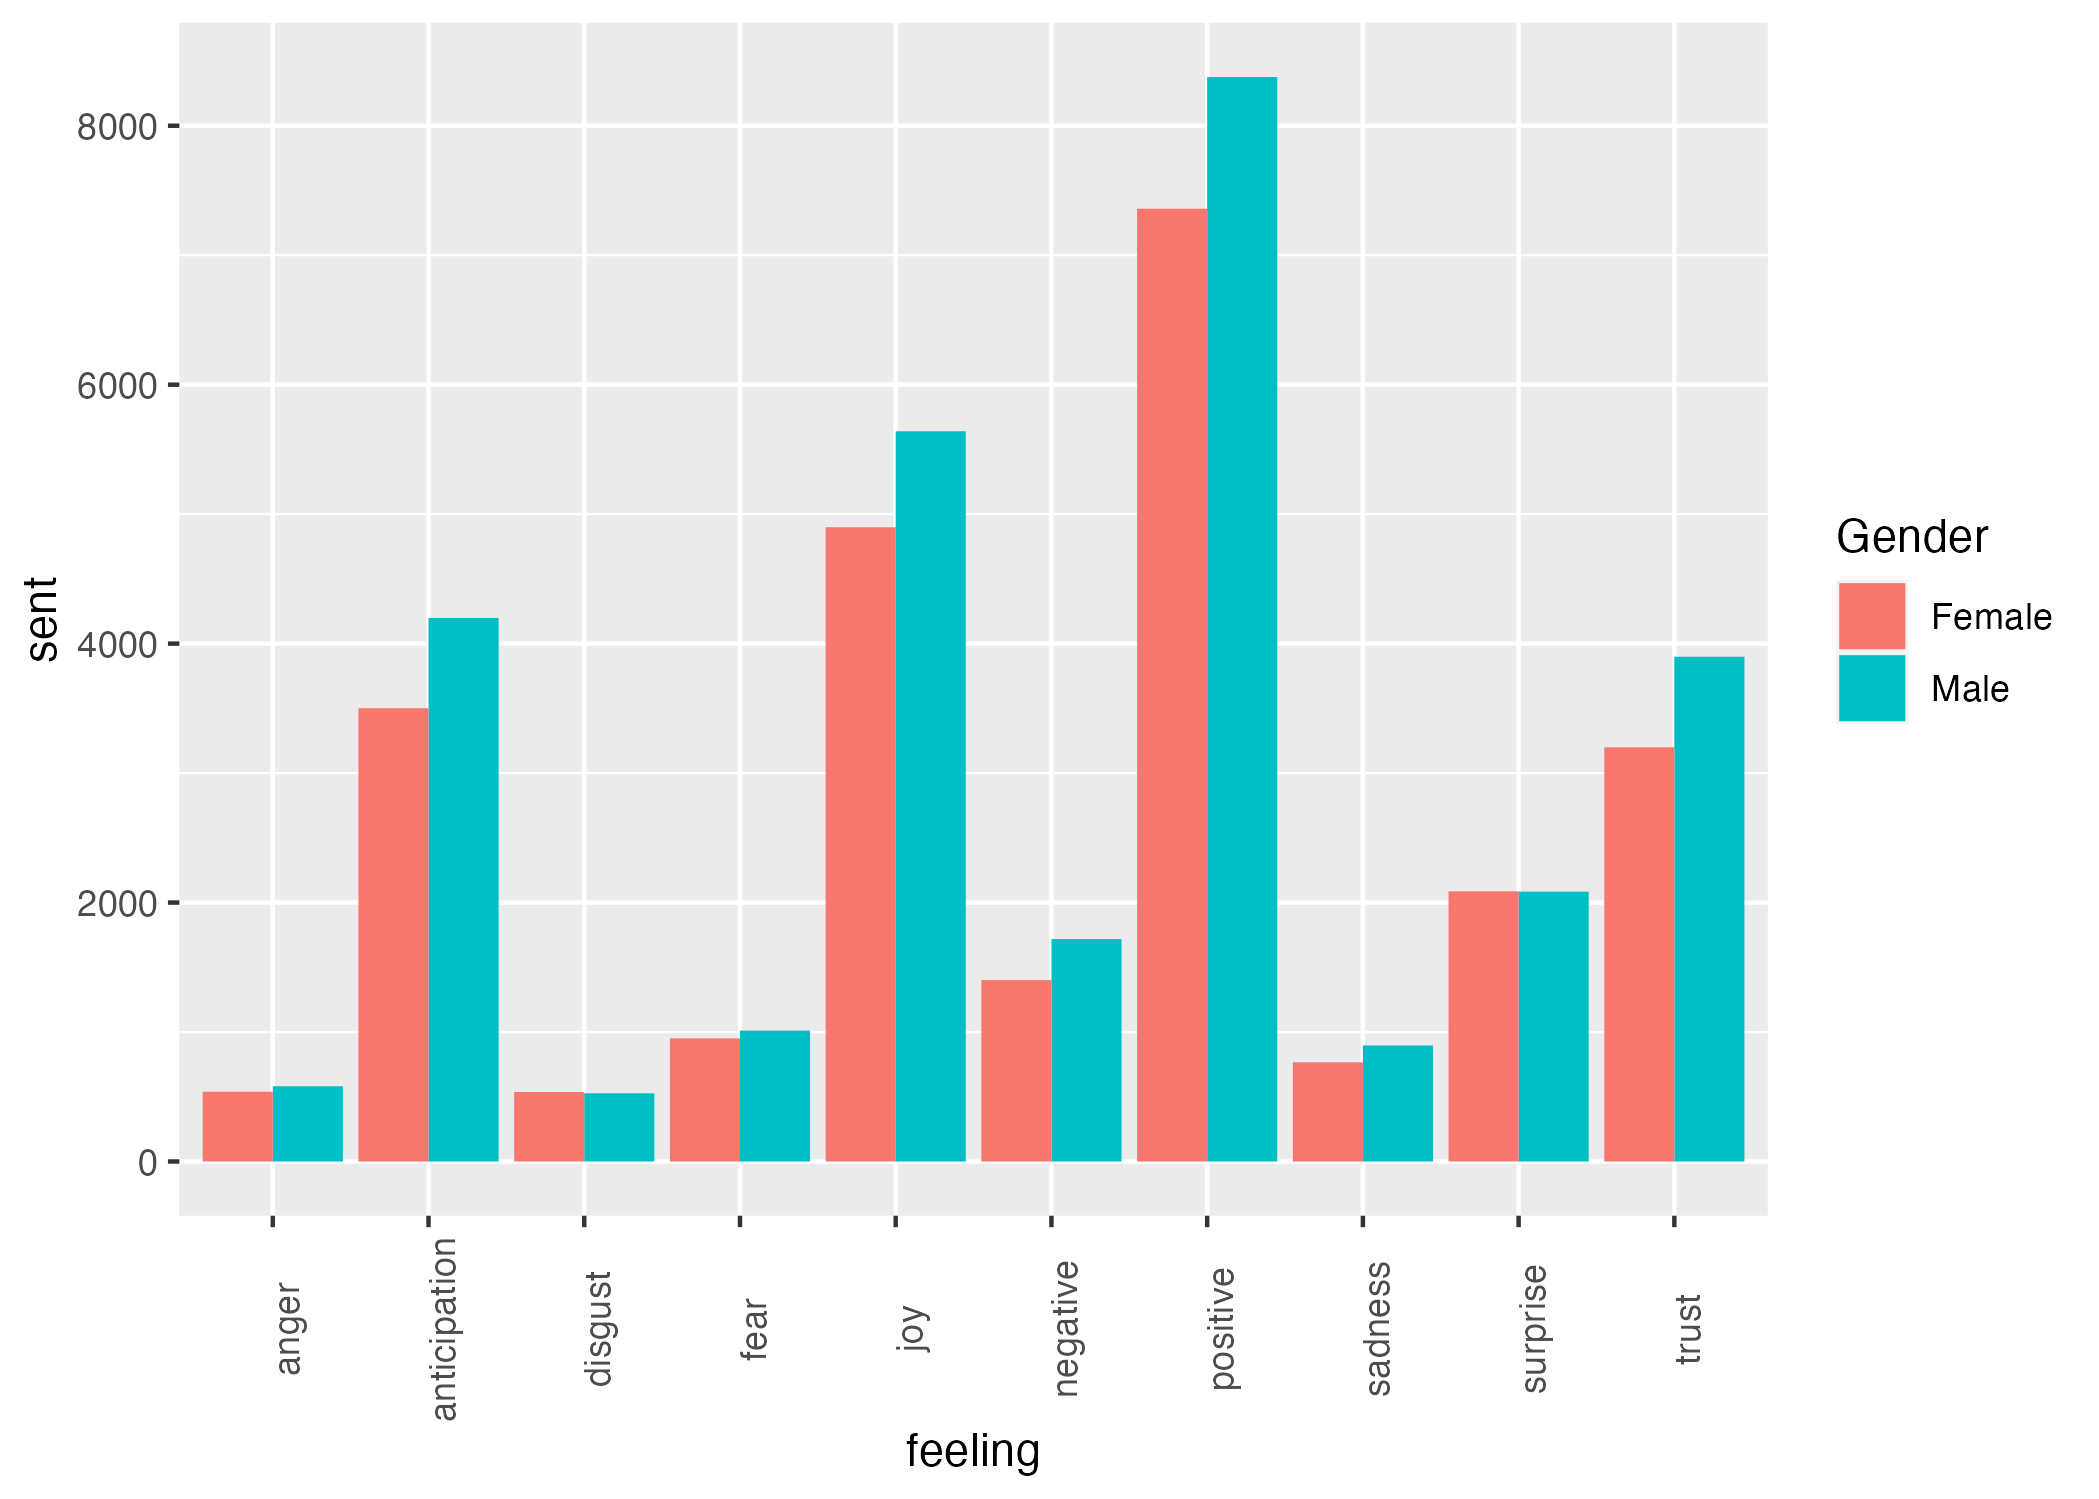 8000
6000
4000
2000
0
sent
anger
anticipation
disgust
fear
joy
negative
positive
sadness
surprise
trust
feeling
Gender
Female
Male